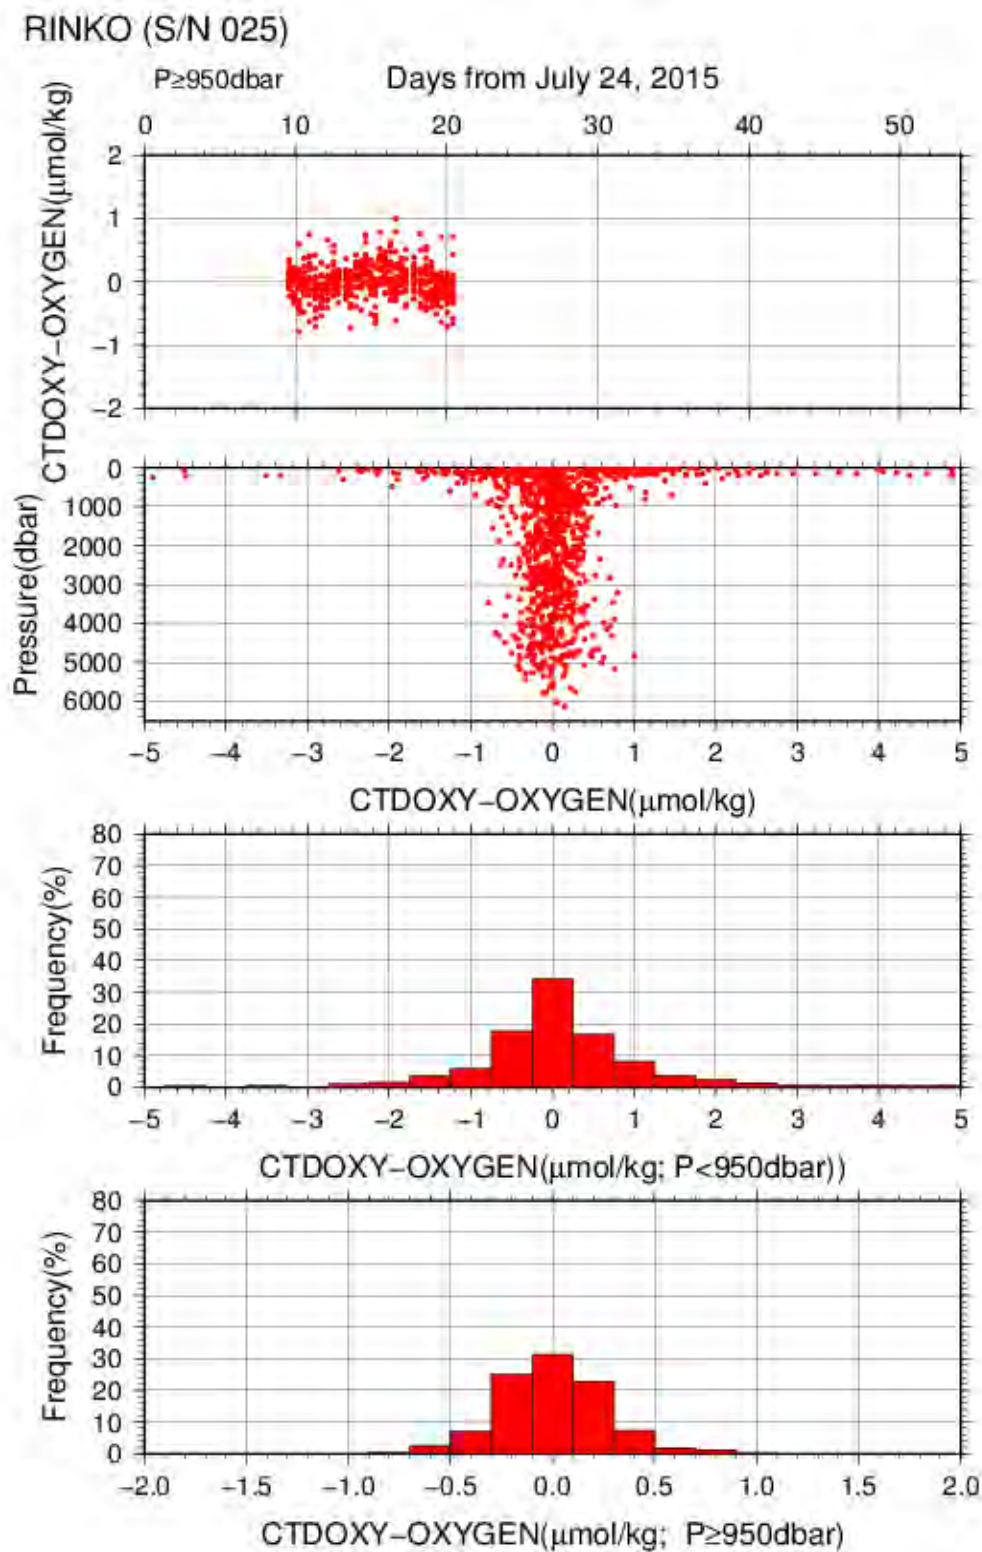 RINKO (S/N 025)
P≥950dbar Days from July 24, 2015
0 10 20 30 40 50
CTDOXY−OXYGEN(μmol/kg)
2
1
0
−1
−2
Pressure(dbar)
0
1000
2000
3000
4000
5000
6000
−5 −4 −3 −2 −1 0 1 2 3 4 5
CTDOXY−OXYGEN(μmol/kg)
Frequency(%)
80
70
60
50
40
30
20
10
0
−5 −4 −3 −2 −1 0 1 2 3 4 5
CTDOXY−OXYGEN(μmol/kg; P<950dbar))
Frequency(%)
80
70
60
50
40
30
20
10
0
−2.0 −1.5 −1.0 −0.5 0.0 0.5 1.0 1.5 2.0
CTDOXY−OXYGEN(μmol/kg; P≥950dbar)